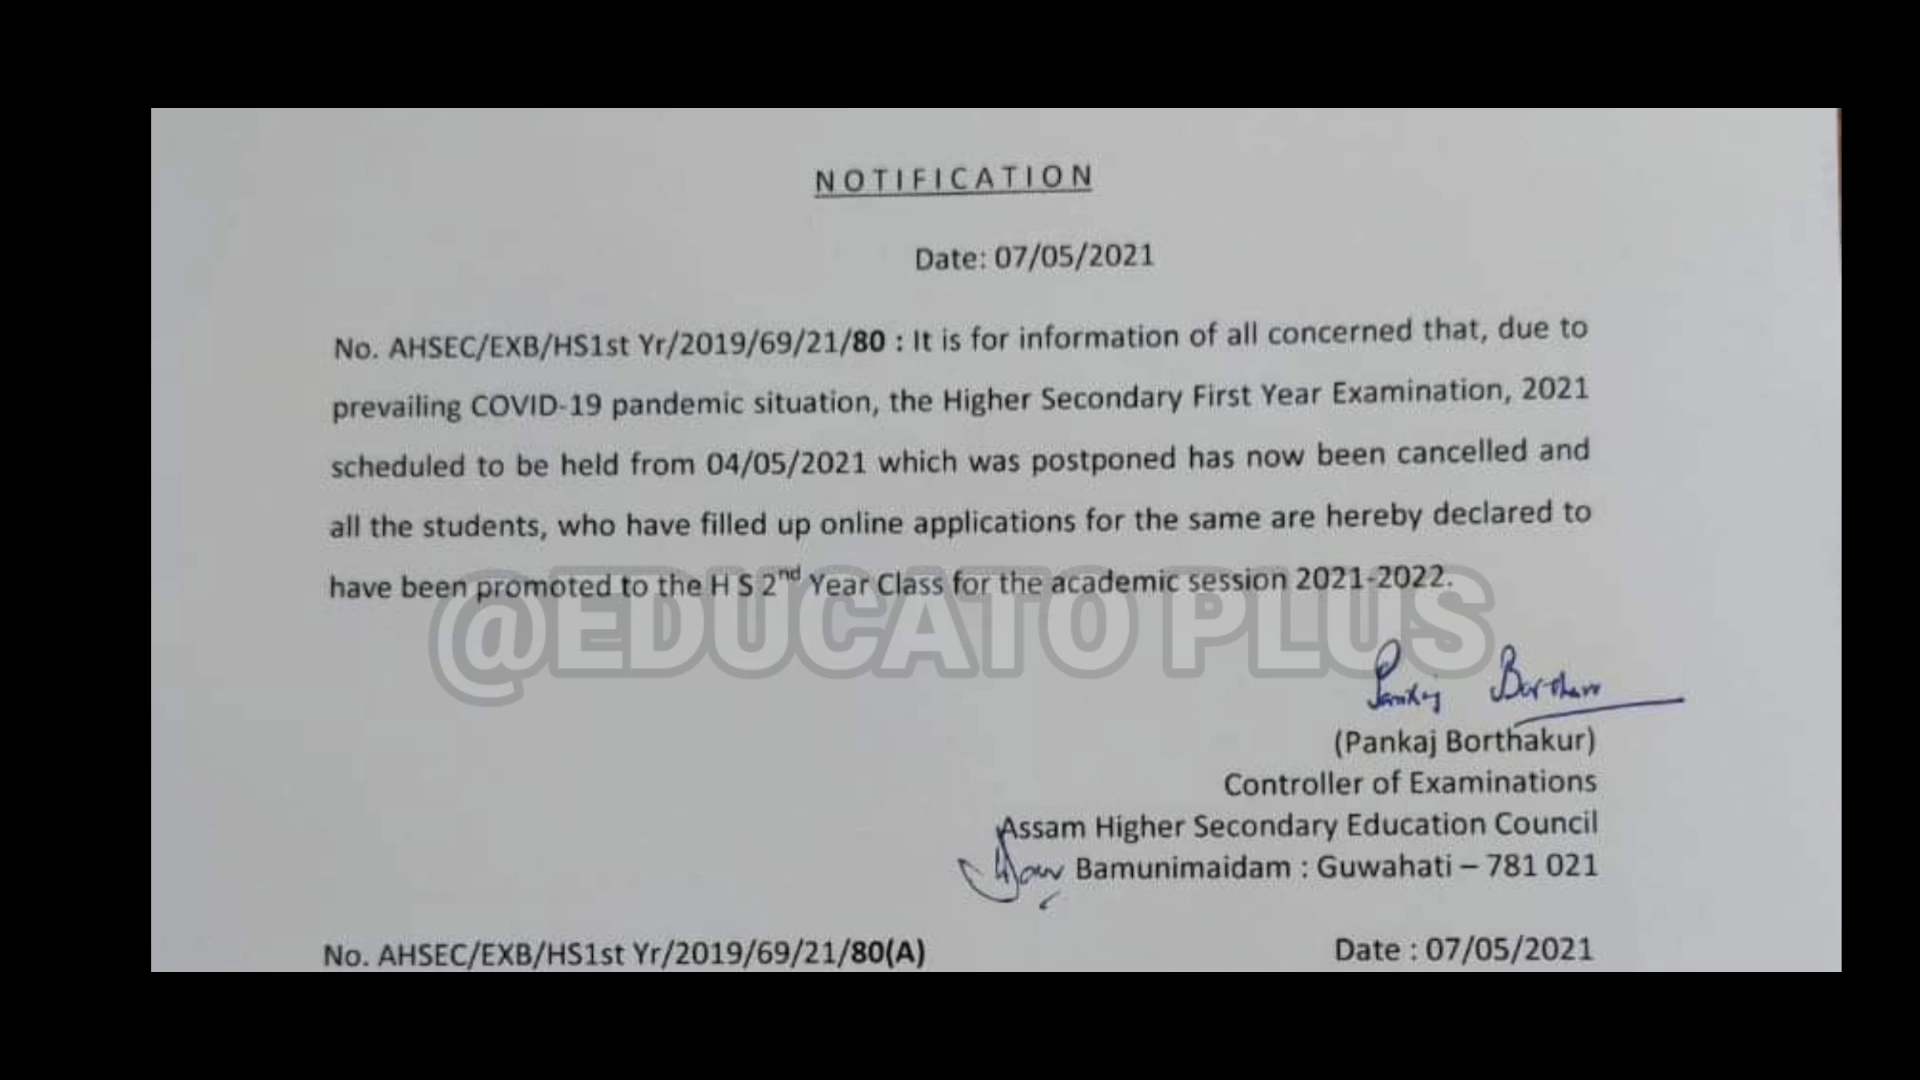 NOTIFICATION
Date: 07/05/2021
No. AHSEC/EXB/HS1st Yr/2019/69/21/80 : It is for information of all concerned that, due to
prevailing COVID-19 pandemic situation, the Higher Secondary First Year Examination, 2021
scheduled to be held from 04/05/2021 which was postponed has now been cancelled and
all the students, who have filled up online applications for the same are hereby declared to
have been promoted to the H S 2nd Year Class for the academic session 2021-2022.
@EDUCATO PLUS
Pankaj
(Pankaj Borthakur)
Controller of Examinations
Assam Higher Secondary Education Council
Bamunimaidam : Guwahati – 781 021
No. AHSEC/EXB/HS1st Yr/2019/69/21/80(A) Date : 07/05/2021